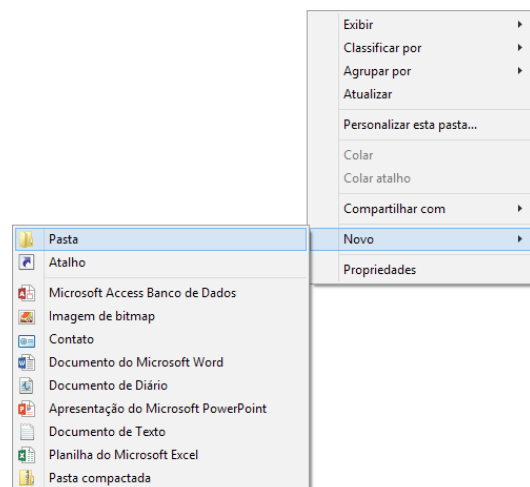 Exibir
Classificar por
Agrupar por
Atualizar
Personalizar esta pasta...
Colar
Colar atalho
Compartilhar com
Novo
Propriedades
Pasta
Atalho
Microsoft Access Banco de Dados
Imagem de bitmap
Contato
Documento do Microsoft Word
Documento de Diário
Apresentação do Microsoft PowerPoint
Documento de Texto
Planilha do Microsoft Excel
Pasta compactada